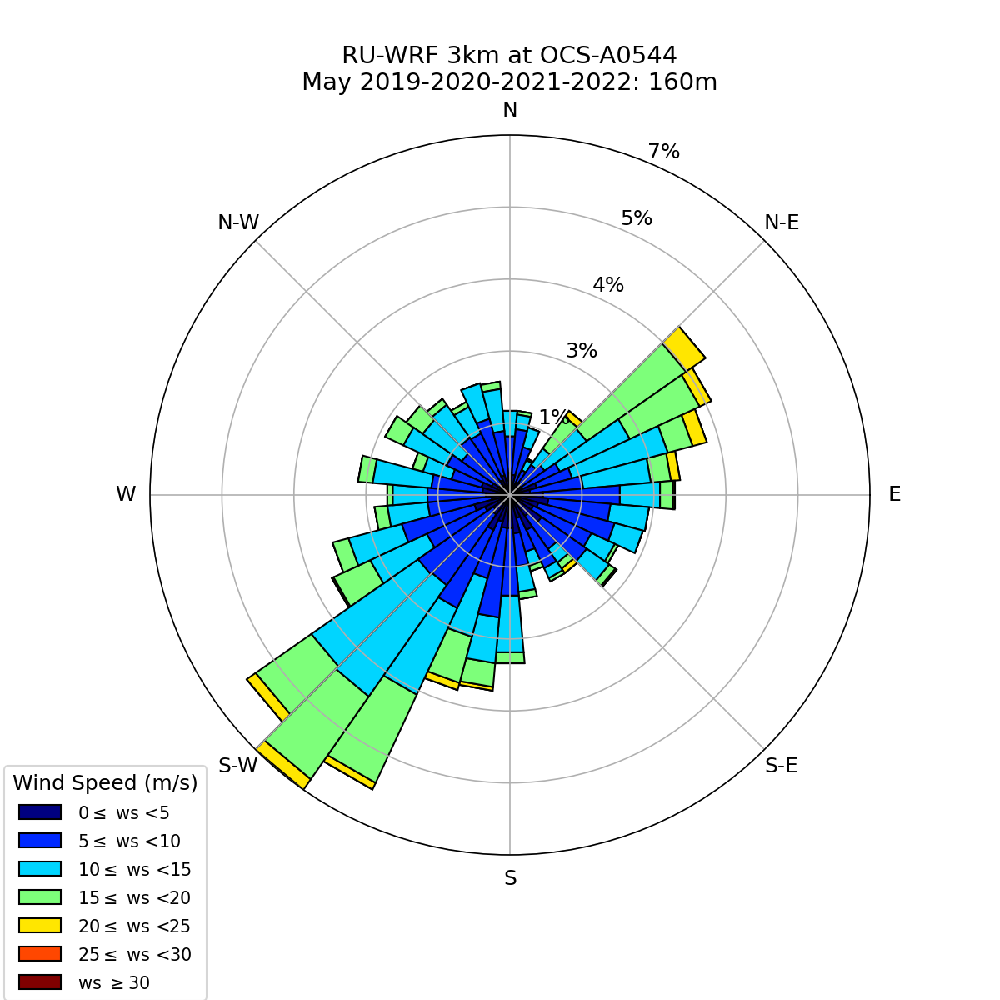 RU-WRF 3km at OCS-A0544
May 2019-2020-2021-2022: 160m
N
7%
N-W
N-E
5%
4%
3%
1%
W
E
S-W
S-E
S
Wind Speed (m/s)
0≤ ws <5
5≤ ws <10
10≤ ws <15
15≤ ws <20
20≤ ws <25
25≤ ws <30
ws ≥30